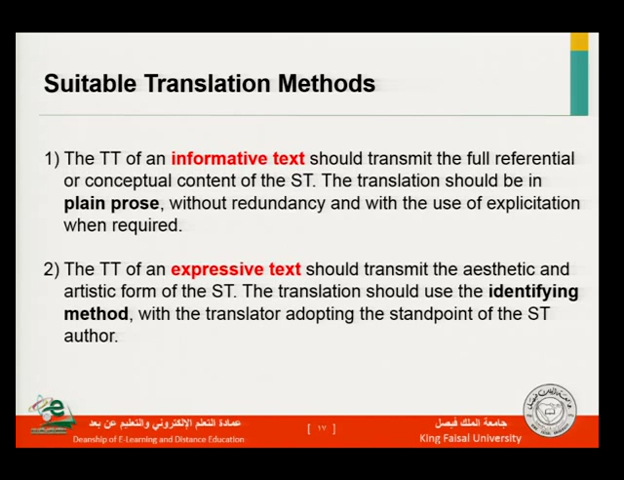 Suitable Translation Methods
1) The TT of an informative text should transmit the full referential
or conceptual content of the ST. The translation should be in
plain prose, without redundancy and with the use of explicitation
when required.
2) The TT of an expressive text should transmit the aesthetic and
artistic form of the ST. The translation should use the identifying
method, with the translator adopting the standpoint of the ST
author.
عمادة التعلم الإلكتروني والتعليم عن بعد
Deanship of E-Learning and Distance Education
[ ١٧ ]
جامعة الملك فيصل
King Faisal University